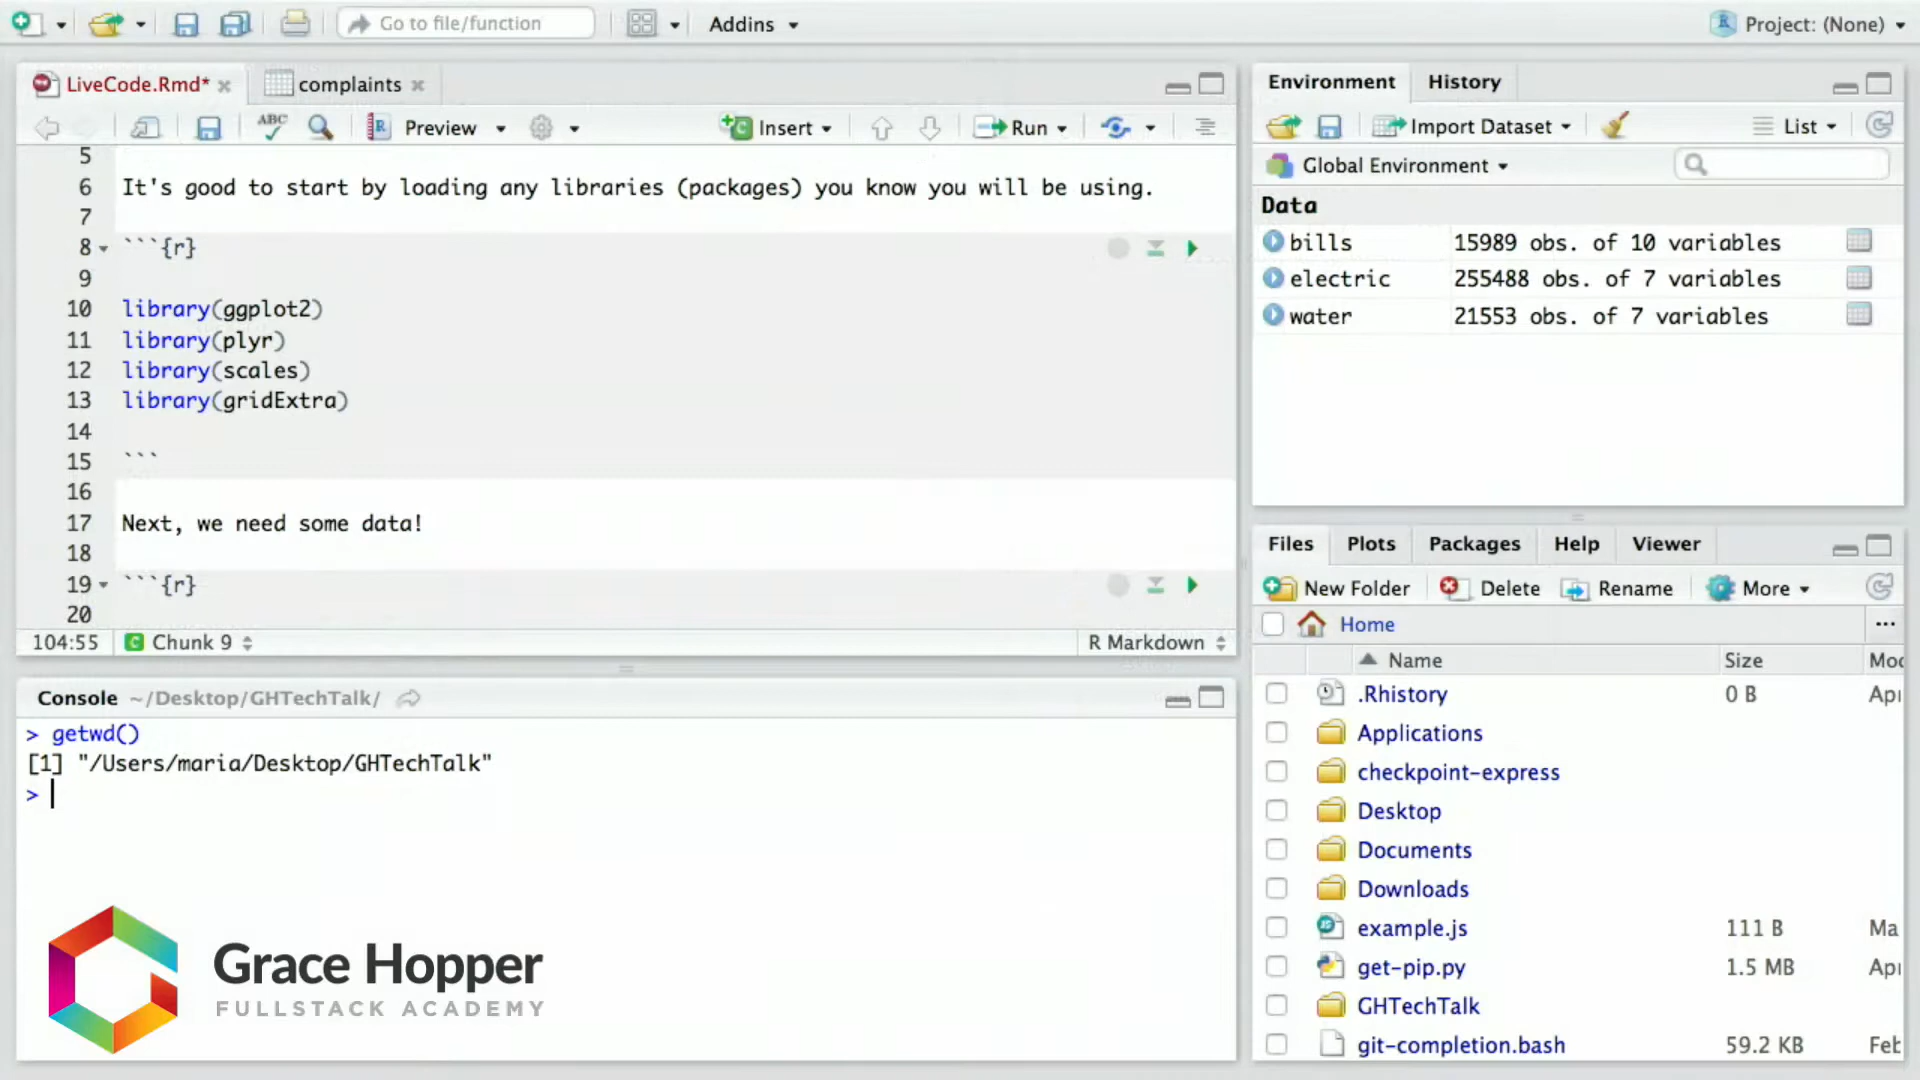 Go to file/function
Addins
Project: (None)
LiveCode.Rmd*
complaints
ABC
Preview
Insert
Run
5
6 It's good to start by loading any libraries (packages) you know you will be using.
7
8 ```{r}
9
10 library(ggplot2)
11 library(plyr)
12 library(scales)
13 library(gridExtra)
14
15 ```
16
17 Next, we need some data!
18
19 ```{r}
20
104:55
Chunk 9
R Markdown
Console ~/Desktop/GHTechTalk/
> getwd()
[1] "/Users/maria/Desktop/GHTechTalk"
>
Grace Hopper
FULLSTACK ACADEMY
Environment
History
Import Dataset
List
Global Environment
Data
bills 15989 obs. of 10 variables
electric 255488 obs. of 7 variables
water 21553 obs. of 7 variables
Files
Plots
Packages
Help
Viewer
New Folder
Delete
Rename
More
Home
...
Name Size Moc
.Rhistory 0 B Apr
Applications
checkpoint-express
Desktop
Documents
Downloads
example.js 111 B Ma
get-pip.py 1.5 MB Apr
GHTechTalk
git-completion.bash 59.2 KB Feb